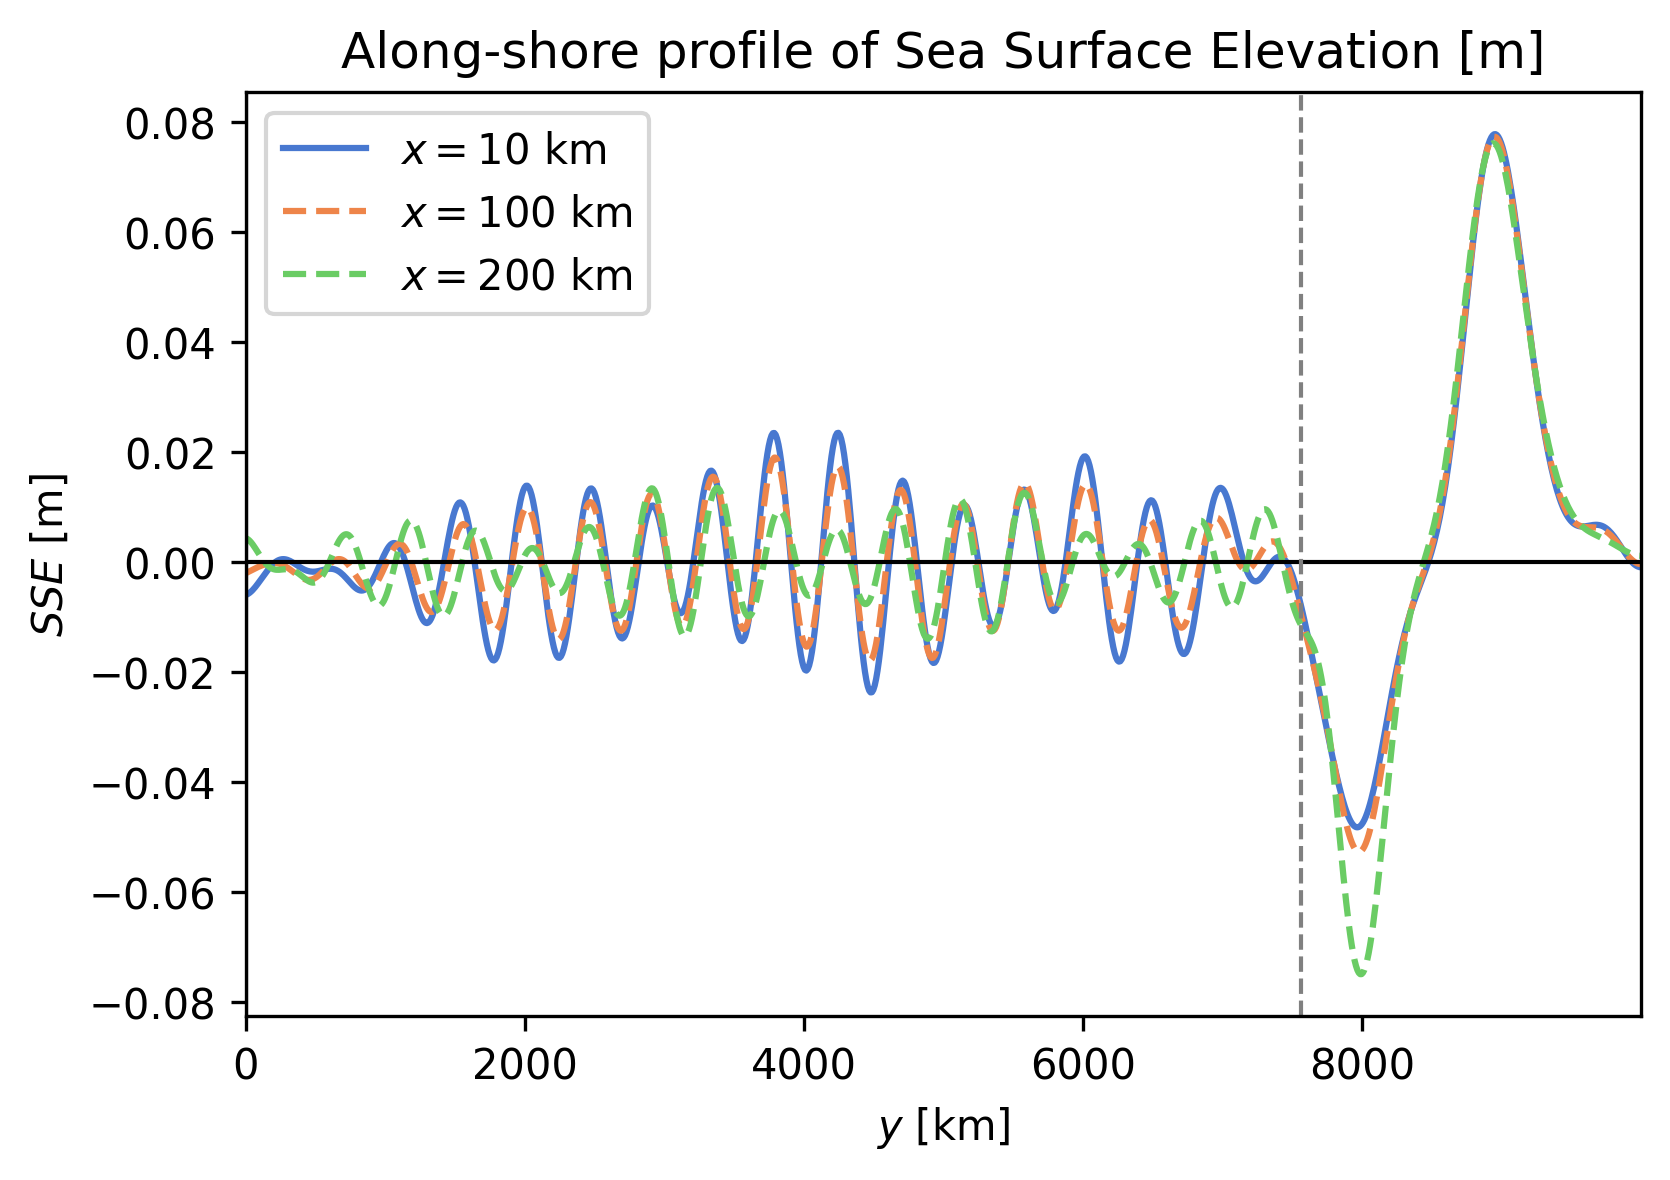 Along-shore profile of Sea Surface Elevation [m]
x = 10 km
x = 100 km
x = 200 km
0.08
0.06
0.04
0.02
0.00
−0.02
−0.04
−0.06
−0.08
SSE [m]
0 2000 4000 6000 8000
y [km]